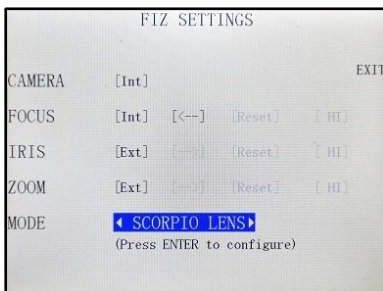 FIZ SETTINGS
EXIT
CAMERA [Int]
FOCUS [Int] [<--] [Reset] [ HI]
IRIS [Ext] [-->] [Reset] [ HI]
ZOOM [Ext] [-->] [Reset] [ HI]
MODE ◀ SCORPIO LENS▶
(Press ENTER to configure)